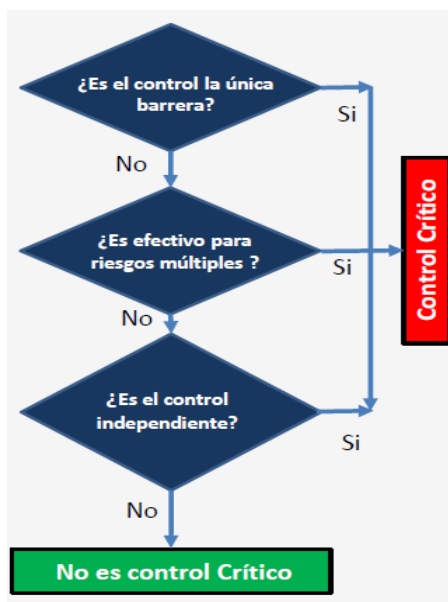 ¿Es el control la única
barrera?
Si
No
¿Es efectivo para
riesgos múltiples ?
Si
Control Crítico
No
¿Es el control
independiente?
Si
No
No es control Crítico